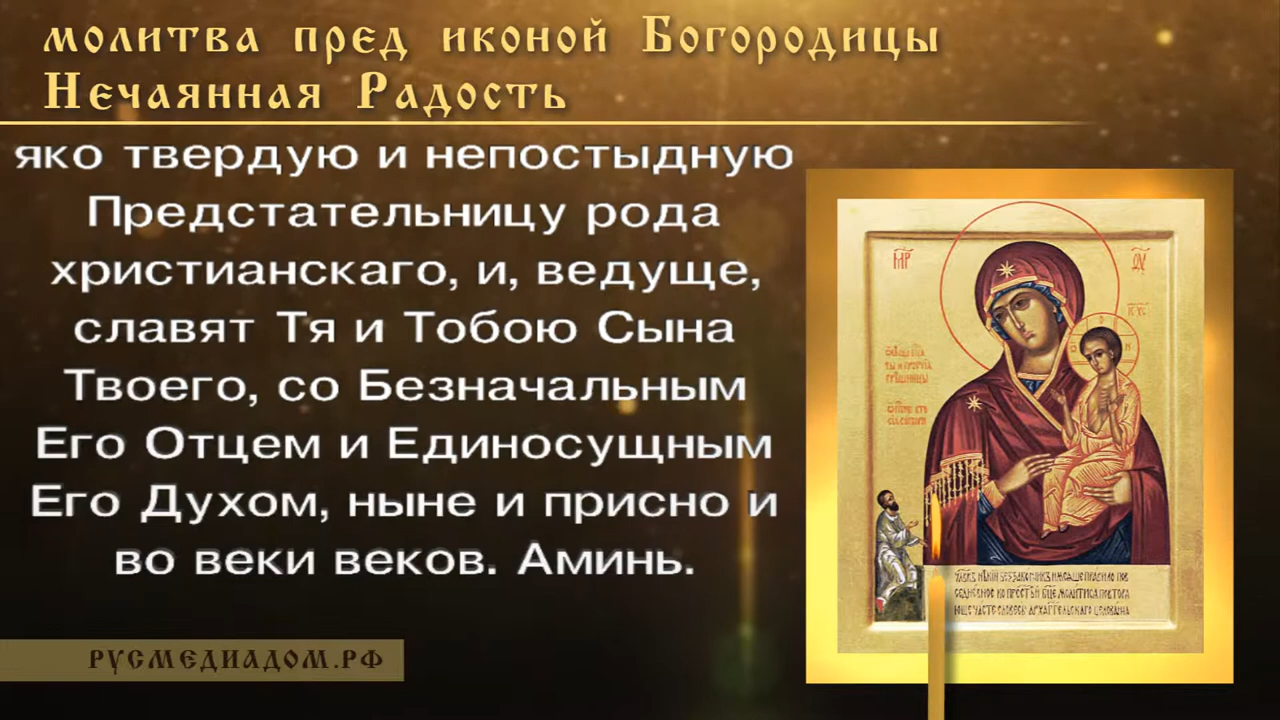 молитва пред иконой Богородицы
Нечаянная Радость
яко твердую и непостыдную
Предстательницу рода
христианскаго, и, ведуще,
славят Тя и Тобою Сына
Твоего, со Безначальным
Его Отцем и Единосущным
Его Духом, ныне и присно и
во веки веков. Аминь.
РУСМЕДИАДОМ.РФ